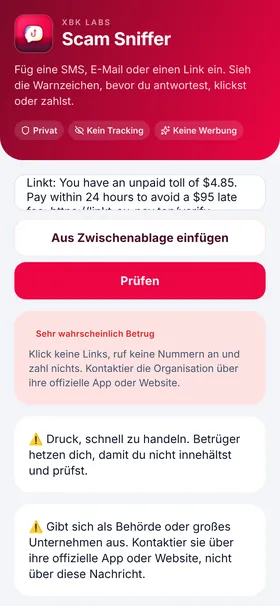 XBK LABS
Scam Sniffer
Füg eine SMS, E-Mail oder einen Link ein. Sieh
die Warnzeichen, bevor du antwortest, klickst
oder zahlst.
Privat
Kein Tracking
Keine Werbung
Linkt: You have an unpaid toll of $4.85.
Pay within 24 hours to avoid a $95 late
Aus Zwischenablage einfügen
Prüfen
Sehr wahrscheinlich Betrug
Klick keine Links, ruf keine Nummern an und
zahl nichts. Kontaktier die Organisation über
ihre offizielle App oder Website.
⚠️ Druck, schnell zu handeln. Betrüger
hetzen dich, damit du nicht innehältst
und prüfst.
⚠️ Gibt sich als Behörde oder großes
Unternehmen aus. Kontaktier sie über
ihre offizielle App oder Website, nicht
über diese Nachricht.